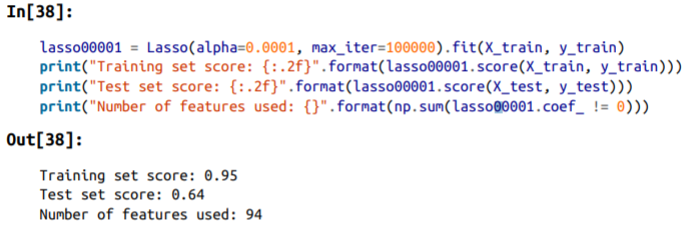 In[38]:
lasso00001 = Lasso(alpha=0.0001, max_iter=100000).fit(X_train, y_train)
print("Training set score: {:.2f}".format(lasso00001.score(X_train, y_train)))
print("Test set score: {:.2f}".format(lasso00001.score(X_test, y_test)))
print("Number of features used: {}".format(np.sum(lasso00001.coef_ != 0)))
Out[38]:
Training set score: 0.95
Test set score: 0.64
Number of features used: 94